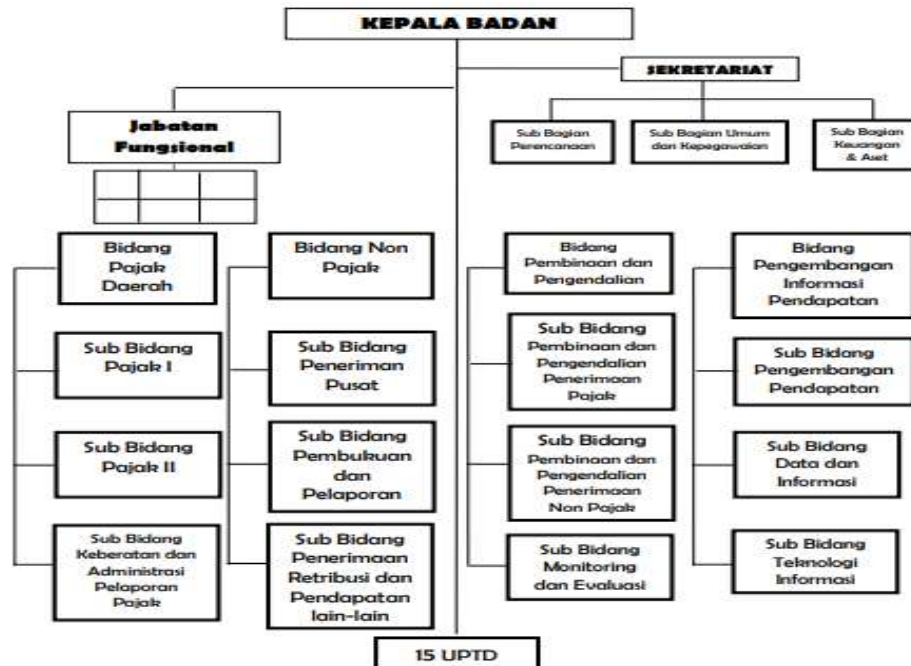 KEPALA BADAN
SEKRETARIAT
Jabatan
Fungsional
Sub Bagian
Perencanaan
Sub Bagian Umum
dan Kepegawaian
Sub Bagian
Keuangan
& Aset
Bidang
Pajak
Daerah
Bidang Non
Pajak
Bidang
Pembinaan dan
Pengendalian
Bidang
Pengembangan
Informasi
Pendapatan
Sub Bidang
Pajak I
Sub Bidang
Peneriman
Pusat
Sub Bidang
Pembinaan dan
Pengendalian
Penerimaan
Pajak
Sub Bidang
Pengembangan
Pendapatan
Sub Bidang
Pajak II
Sub Bidang
Pembukuan
dan
Pelaporan
Sub Bidang
Pembinaan dan
Pengendalian
Penerimaan
Non Pajak
Sub Bidang
Data dan
Informasi
Sub Bidang
Keberatan dan
Administrasi
Pelaporan
Pajak
Sub Bidang
Penerimaan
Retribusi dan
Pendapatan
lain-lain
Sub Bidang
Monitoring
dan Evaluasi
Sub Bidang
Teknologi
Informasi
15 UPTD